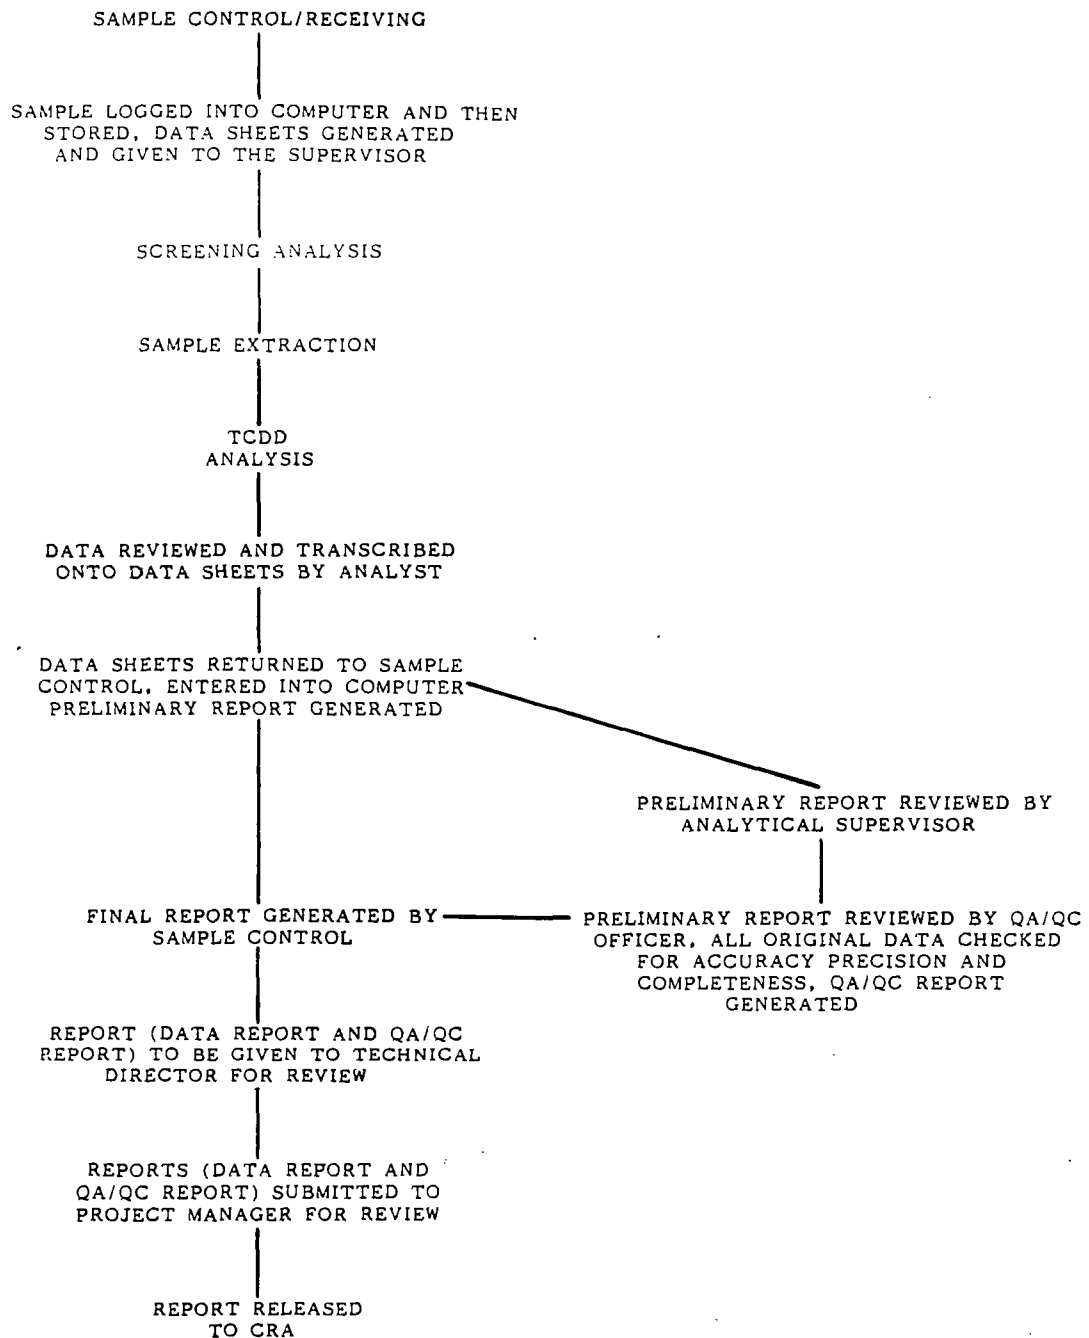 SAMPLE CONTROL/RECEIVING
SAMPLE LOGGED INTO COMPUTER AND THEN
STORED, DATA SHEETS GENERATED
AND GIVEN TO THE SUPERVISOR
SCREENING ANALYSIS
SAMPLE EXTRACTION
TCDD
ANALYSIS
DATA REVIEWED AND TRANSCRIBED
ONTO DATA SHEETS BY ANALYST
DATA SHEETS RETURNED TO SAMPLE
CONTROL, ENTERED INTO COMPUTER
PRELIMINARY REPORT GENERATED
PRELIMINARY REPORT REVIEWED BY
ANALYTICAL SUPERVISOR
FINAL REPORT GENERATED BY
SAMPLE CONTROL
PRELIMINARY REPORT REVIEWED BY QA/QC
OFFICER, ALL ORIGINAL DATA CHECKED
FOR ACCURACY PRECISION AND
COMPLETENESS, QA/QC REPORT
GENERATED
REPORT (DATA REPORT AND QA/QC
REPORT) TO BE GIVEN TO TECHNICAL
DIRECTOR FOR REVIEW
REPORTS (DATA REPORT AND
QA/QC REPORT) SUBMITTED TO
PROJECT MANAGER FOR REVIEW
REPORT RELEASED
TO CRA